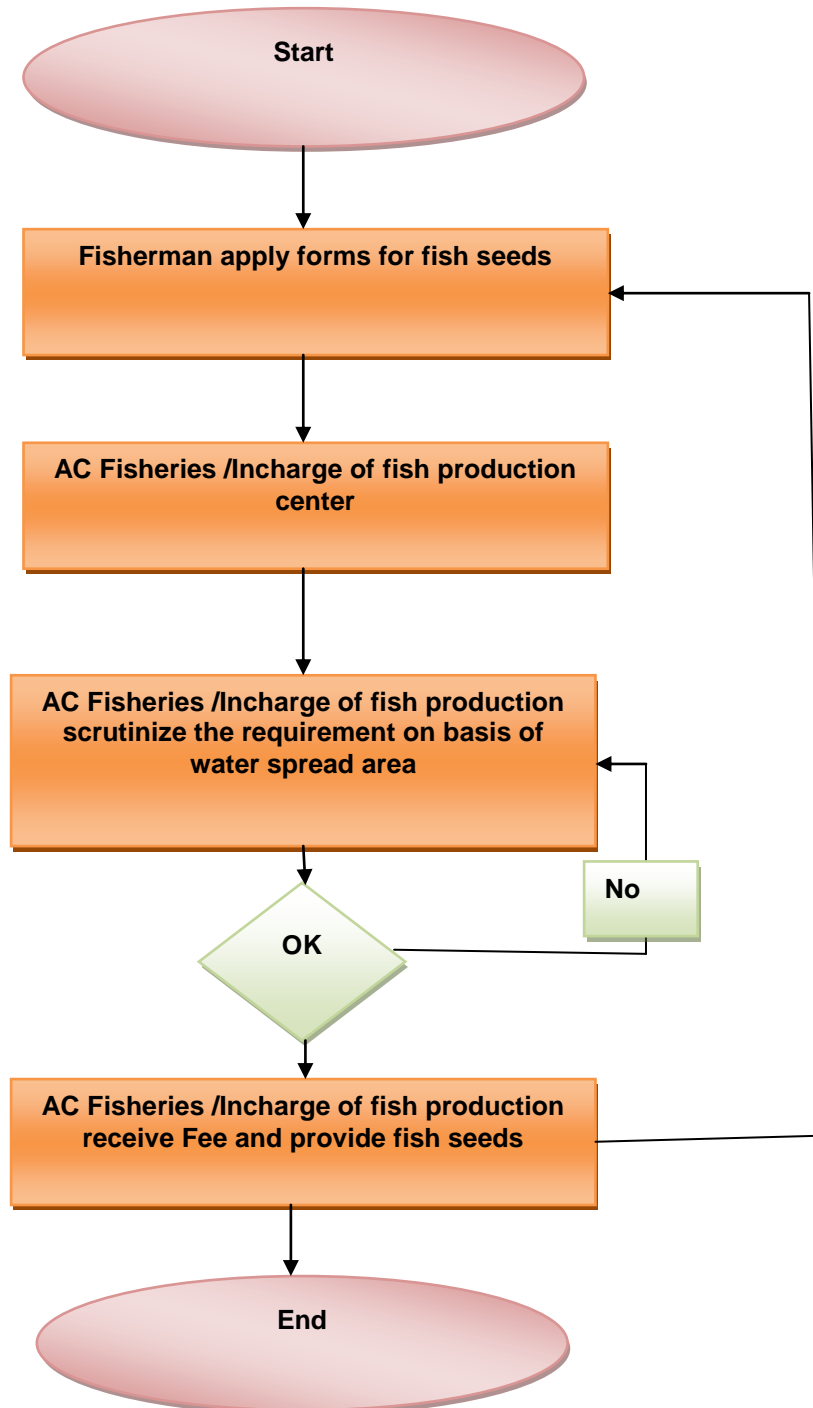 Start
Fisherman apply forms for fish seeds
AC Fisheries /Incharge of fish production
center
AC Fisheries /Incharge of fish production
scrutinize the requirement on basis of
water spread area
No
OK
AC Fisheries /Incharge of fish production
receive Fee and provide fish seeds
End